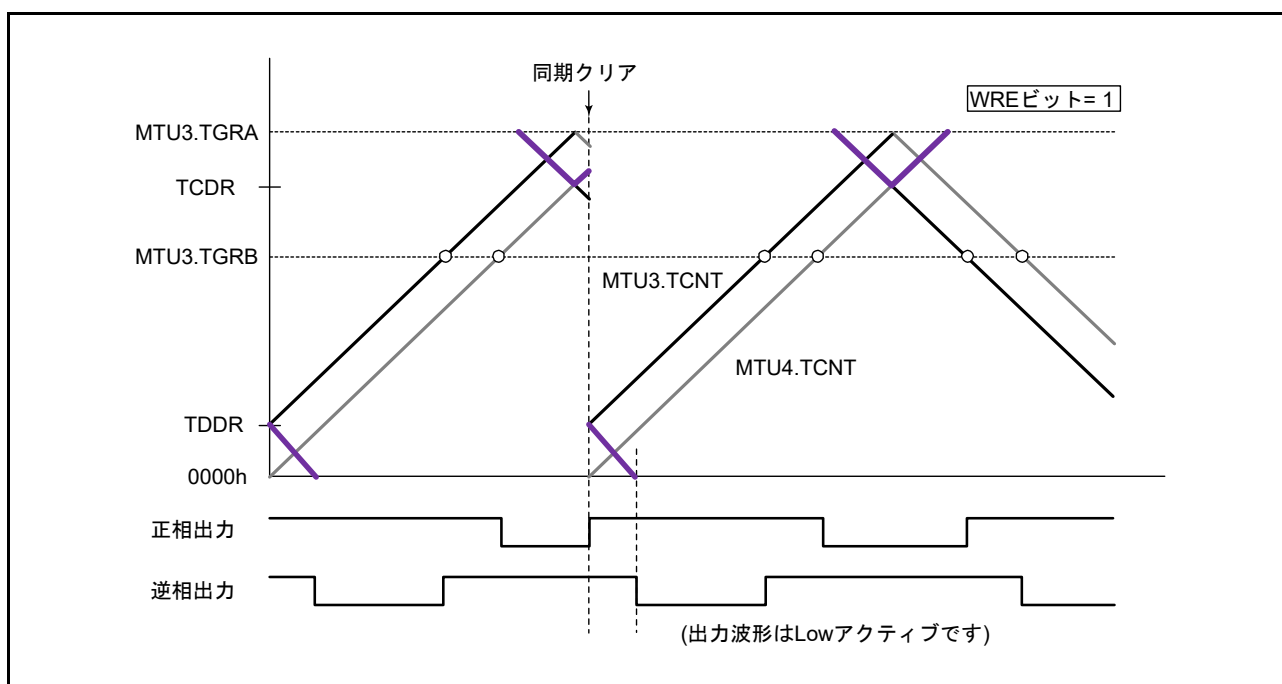 同期クリア
WREビット= 1
MTU3.TGRA
TCDR
MTU3.TGRB
MTU3.TCNT
MTU4.TCNT
TDDR
0000h
正相出力
逆相出力
(出力波形はLowアクティブです)